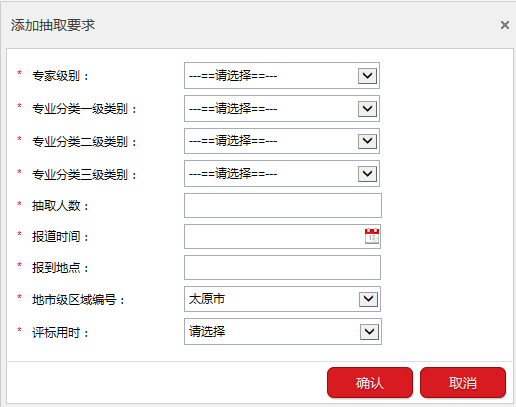 添加抽取要求 ×
* 专家级别： ---==请选择==---
* 专业分类一级类别： ---==请选择==---
* 专业分类二级类别： ---==请选择==---
* 专业分类三级类别： ---==请选择==---
* 抽取人数：
* 报道时间：
* 报到地点：
* 地市级区域编号： 太原市
* 评标用时： 请选择
确认 取消